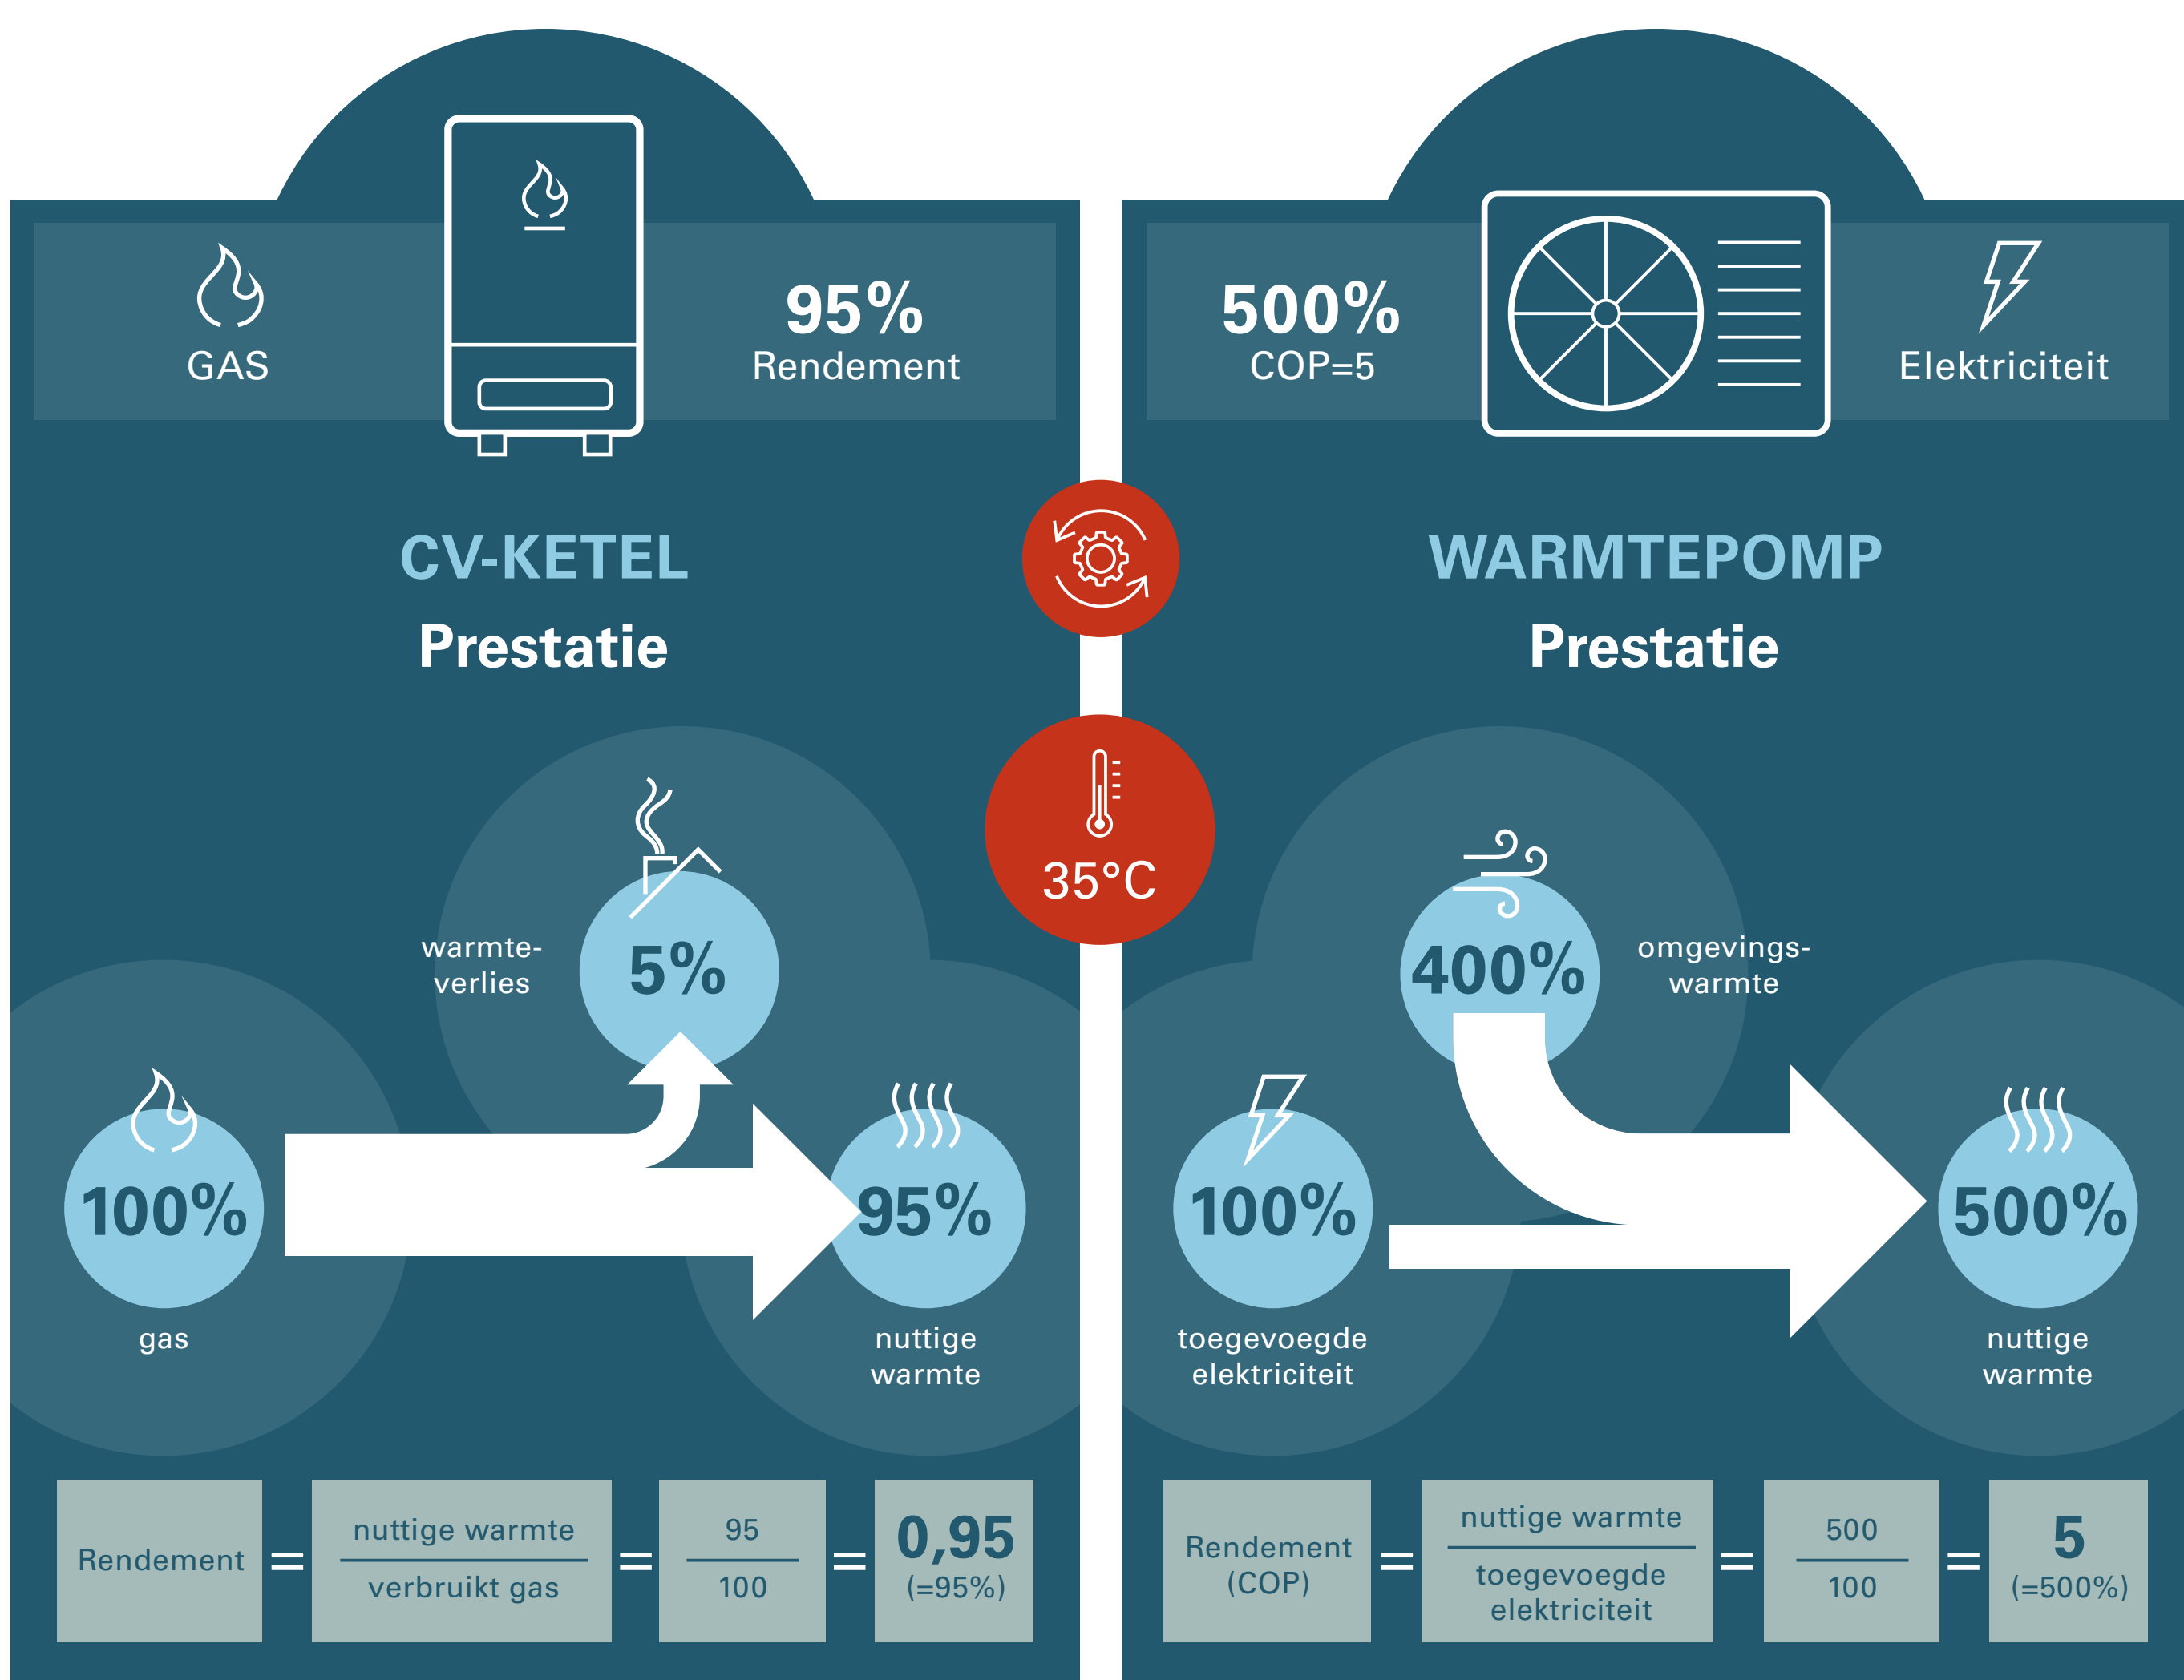 GAS
95%
Rendement
CV-KETEL
Prestatie
warmte-
verlies
5%
100%
gas
95%
nuttige
warmte
Rendement
=
nuttige warmte
verbruikt gas
=
95
100
=
0,95
(=95%)
35°C
500%
COP=5
Elektriciteit
WARMTEPOMP
Prestatie
400%
omgevings-
warmte
100%
toegevoegde
elektriciteit
500%
nuttige
warmte
Rendement
(COP)
=
nuttige warmte
toegevoegde
elektriciteit
=
500
100
=
5
(=500%)